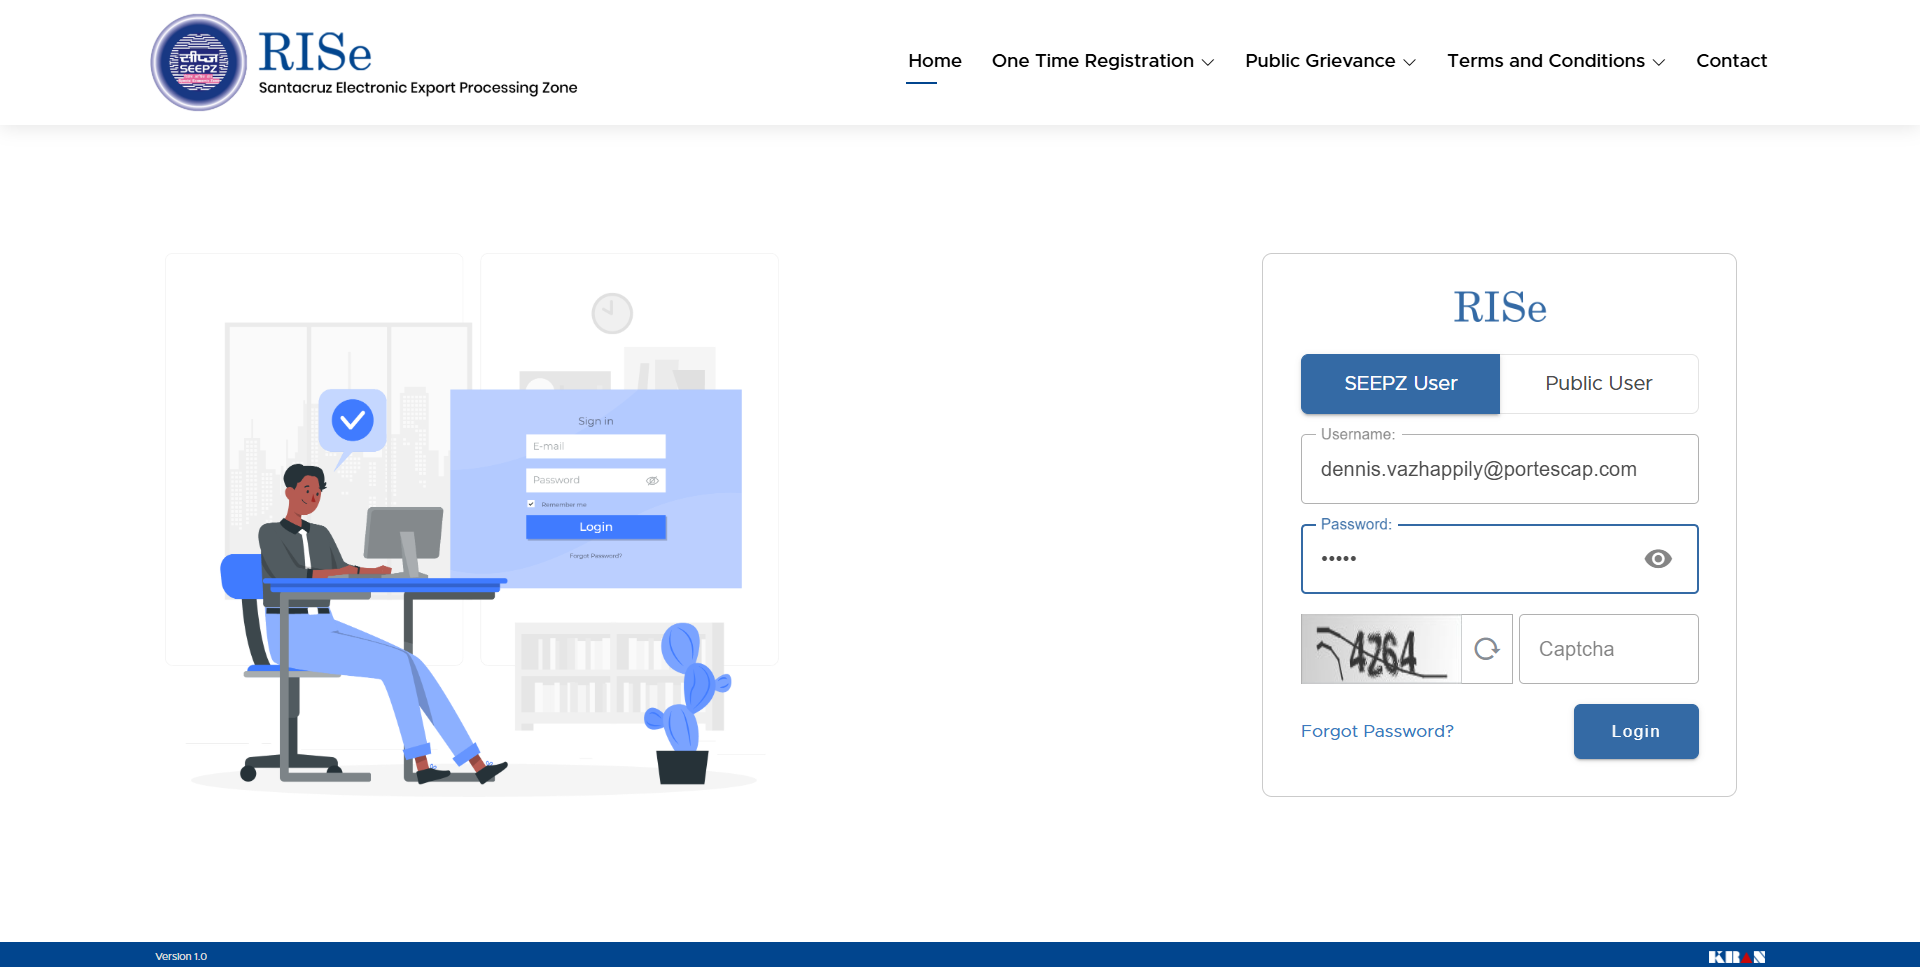 सीप्ज़
SEEPZ
RISe
Santacruz Electronic Export Processing Zone
Home
One Time Registration
Public Grievance
Terms and Conditions
Contact
Sign in
E-mail
Password
Remember me
Login
Forgot Password?
RISe
SEEPZ User
Public User
Username:
dennis.vazhappily@portescap.com
Password:
•••••
4264
Captcha
Forgot Password?
Login
Version 1.0
KRAN